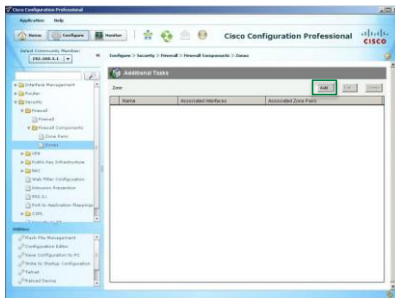 Cisco Configuration Professional
Application Help
Home Configure Monitor
Cisco Configuration Professional
CISCO
Select Community Member:
192.168.1.1
Configure > Security > Firewall > Firewall Components > Zones
Interface Management
Router
Security
Firewall
Firewall
Firewall Components
Zone Pairs
Zones
VPN
Public Key Infrastructure
NAC
Web Filter Configuration
Intrusion Prevention
Port to Application Mappings
C3PL
Utilities
Flash File Management
Configuration Editor
Save Configuration to PC
Write to Startup Configuration
Telnet
Reload Device
Additional Tasks
Zone
Add
Name Associated Interfaces Associated Zone Pairs